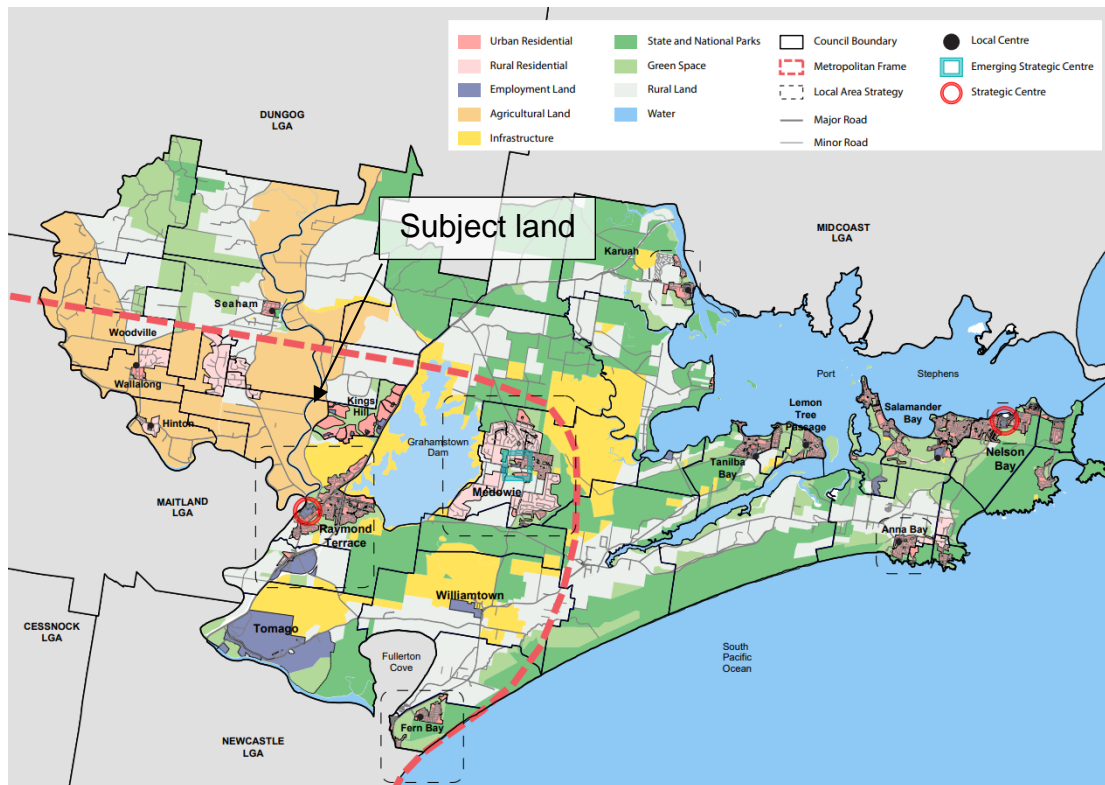 Urban Residential
Rural Residential
Employment Land
Agricultural Land
Infrastructure
State and National Parks
Green Space
Rural Land
Water
Council Boundary
Metropolitan Frame
Local Area Strategy
Major Road
Minor Road
Local Centre
Emerging Strategic Centre
Strategic Centre
DUNGOG
LGA
Subject land
MIDCOAST
LGA
Karuah
Seaham
Woodville
Wallalong
Kings
Hill
Hinton
Grahamstown
Dam
Port
Stephens
Lemon
Tree
Passage
Salamander
Bay
Nelson
Bay
Tanilba
Bay
Medowie
MAITLAND
LGA
Raymond
Terrace
Anna Bay
Williamtown
CESSNOCK
LGA
Tomago
Fullerton
Cove
South
Pacific
Ocean
Fern Bay
NEWCASTLE
LGA